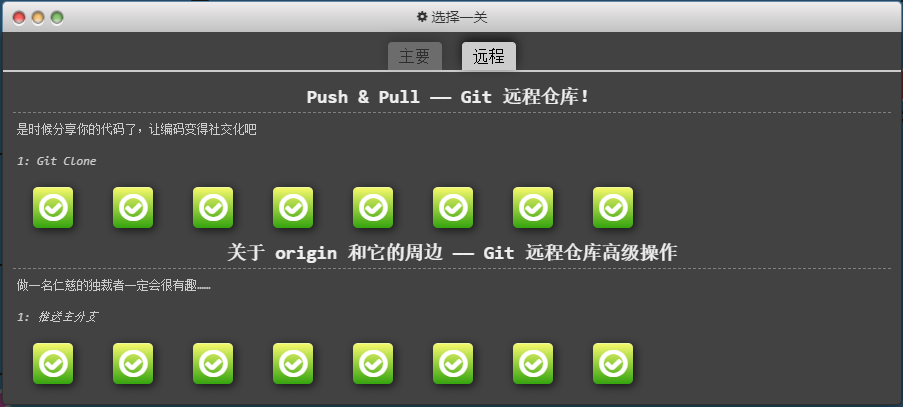 选择一关
主要 远程
Push & Pull —— Git 远程仓库！
是时候分享你的代码了，让编码变得社交化吧
1: Git Clone
关于 origin 和它的周边 —— Git 远程仓库高级操作
做一名仁慈的独裁者一定会很有趣……
1: 推送主分支